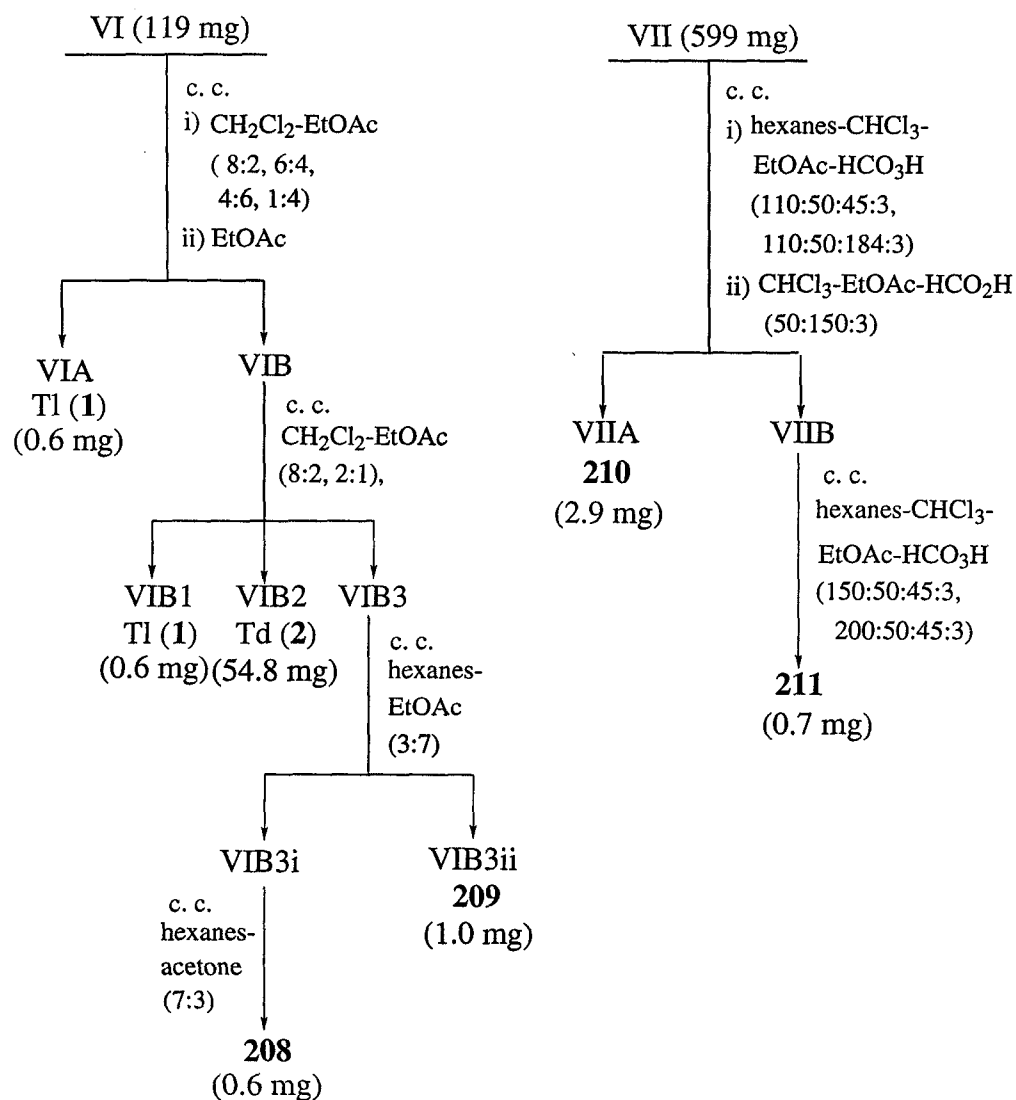 VI (119 mg)
c. c.
i) CH2Cl2-EtOAc
( 8:2, 6:4,
4:6, 1:4)
ii) EtOAc
VIA
Tl (1)
(0.6 mg)
VIB
c. c.
CH2Cl2-EtOAc
(8:2, 2:1),
VIB1
Tl (1)
(0.6 mg)
VIB2
Td (2)
(54.8 mg)
VIB3
c. c.
hexanes-
EtOAc
(3:7)
VIB3i
c. c.
hexanes-
acetone
(7:3)
208
(0.6 mg)
VIB3ii
209
(1.0 mg)
VII (599 mg)
c. c.
i) hexanes-CHCl3-
EtOAc-HCO3H
(110:50:45:3,
110:50:184:3)
ii) CHCl3-EtOAc-HCO2H
(50:150:3)
VIIA
210
(2.9 mg)
VIIB
c. c.
hexanes-CHCl3-
EtOAc-HCO3H
(150:50:45:3,
200:50:45:3)
211
(0.7 mg)